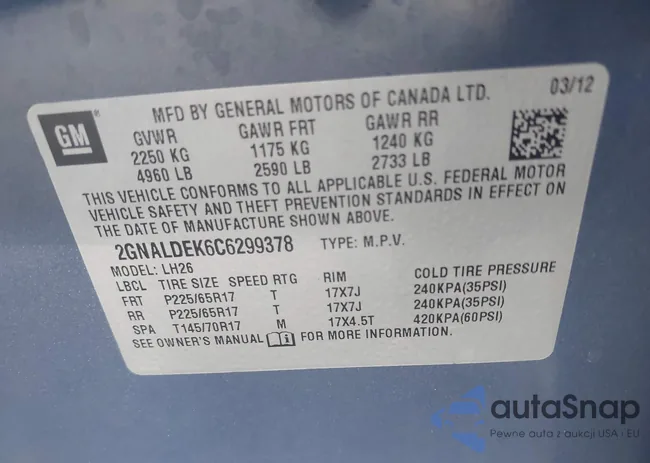 MFD BY GENERAL MOTORS OF CANADA LTD. 03/12
GM
GVWR GAWR FRT GAWR RR
2250 KG 1175 KG 1240 KG
4960 LB 2590 LB 2733 LB
THIS VEHICLE CONFORMS TO ALL APPLICABLE U.S. FEDERAL MOTOR
VEHICLE SAFETY AND THEFT PREVENTION STANDARDS IN EFFECT ON
THE DATE OF MANUFACTURE SHOWN ABOVE.
2GNALDEK6C6299378 TYPE: M.P.V.
MODEL: LH26
LBCL TIRE SIZE SPEED RTG RIM COLD TIRE PRESSURE
FRT P225/65R17 T 17X7J 240KPA(35PSI)
RR P225/65R17 T 17X7J 240KPA(35PSI)
SPA T145/70R17 M 17X4.5T 420KPA(60PSI)
SEE OWNER'S MANUAL FOR MORE INFORMATION.
autaSnap
Pewne auta z aukcji USA · EU